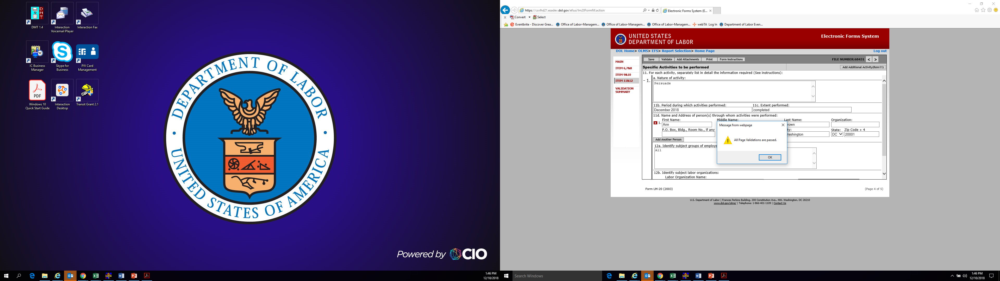 DMT 1.4
Interaction Voicemail Player
Interaction Fax
IC Business Manager
Skype for Business
PIV Card Management
PDF
Windows 10 Quick Start Guide
Interaction Desktop
Transit Grant 2.1
DEPARTMENT OF LABOR
UNITED STATES OF AMERICA
Powered by CIO
1:46 PM
12/10/2018
https://csvlhd21.esadev.dol.gov/efsui/lm20Formfill.action
Electronic Forms System (E...
x Convert Select
Eventbrite - Discover Grea... Office of Labor-Managem... Office of Labor-Managem... Office of Labor-Managem... webTA Log In Department of Labor Even...
UNITED STATES
DEPARTMENT OF LABOR
Electronic Forms System
DOL Home> OLMS> EFS> Report Selection> Home Page
Log out
MAIN
ITEM 6,7&8
ITEM 9&10
ITEM 11&12
VALIDATION SUMMARY
Save Validate Add Attachments Print Form Instructions
FILE NUMBER:68431 < >
Specific Activities to be performed
Add Additional Activity(Item11)
11. For each activity, separately list in detail the information required (See instructions):
- 1.
a. Nature of activity:
Persuade
11b. Period during which activities performed: 11c. Extent performed:
December 2018 completed
11d. Name and Address of person(s) through whom activities were performed:
First Name: Middle Name: Last Name: Organization:
X 1. Ann rown
P.O. Box, Bldg., Room No., if any ty: State: Zip Code + 4
ashington DC 20001
Add Another Person
Message from webpage
All Page Validations are passed.
OK
12a. Identify subject groups of employe
All
12b. Identify subject labor organizations:
Labor Organization Name:
Form LM-20 (2003)
(Page 4 of 5)
U.S. Department of Labor | Frances Perkins Building, 200 Constitution Ave., NW, Washington, DC 20210
www.dol.gov/olms/ | Telephone: 1-866-401-1109 | Contact Us
Search Windows
1:46 PM
12/10/2018